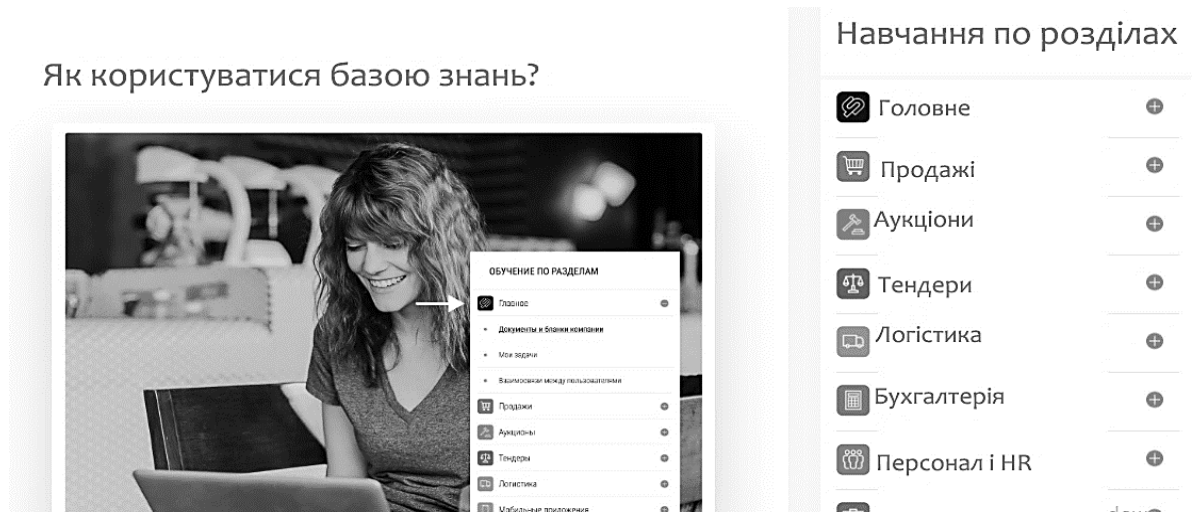 Як користуватися базою знань?
ОБУЧЕНИЕ ПО РАЗДЕЛАМ
Главное
Документы и бланки компании
Мои задачи
Взаимосвязи между пользователями
Продажи
Аукционы
Тендеры
Логистика
Мобильные приложения
Навчання по розділах
Головне
Продажі
Аукціони
Тендери
Логістика
Бухгалтерія
Персонал і HR